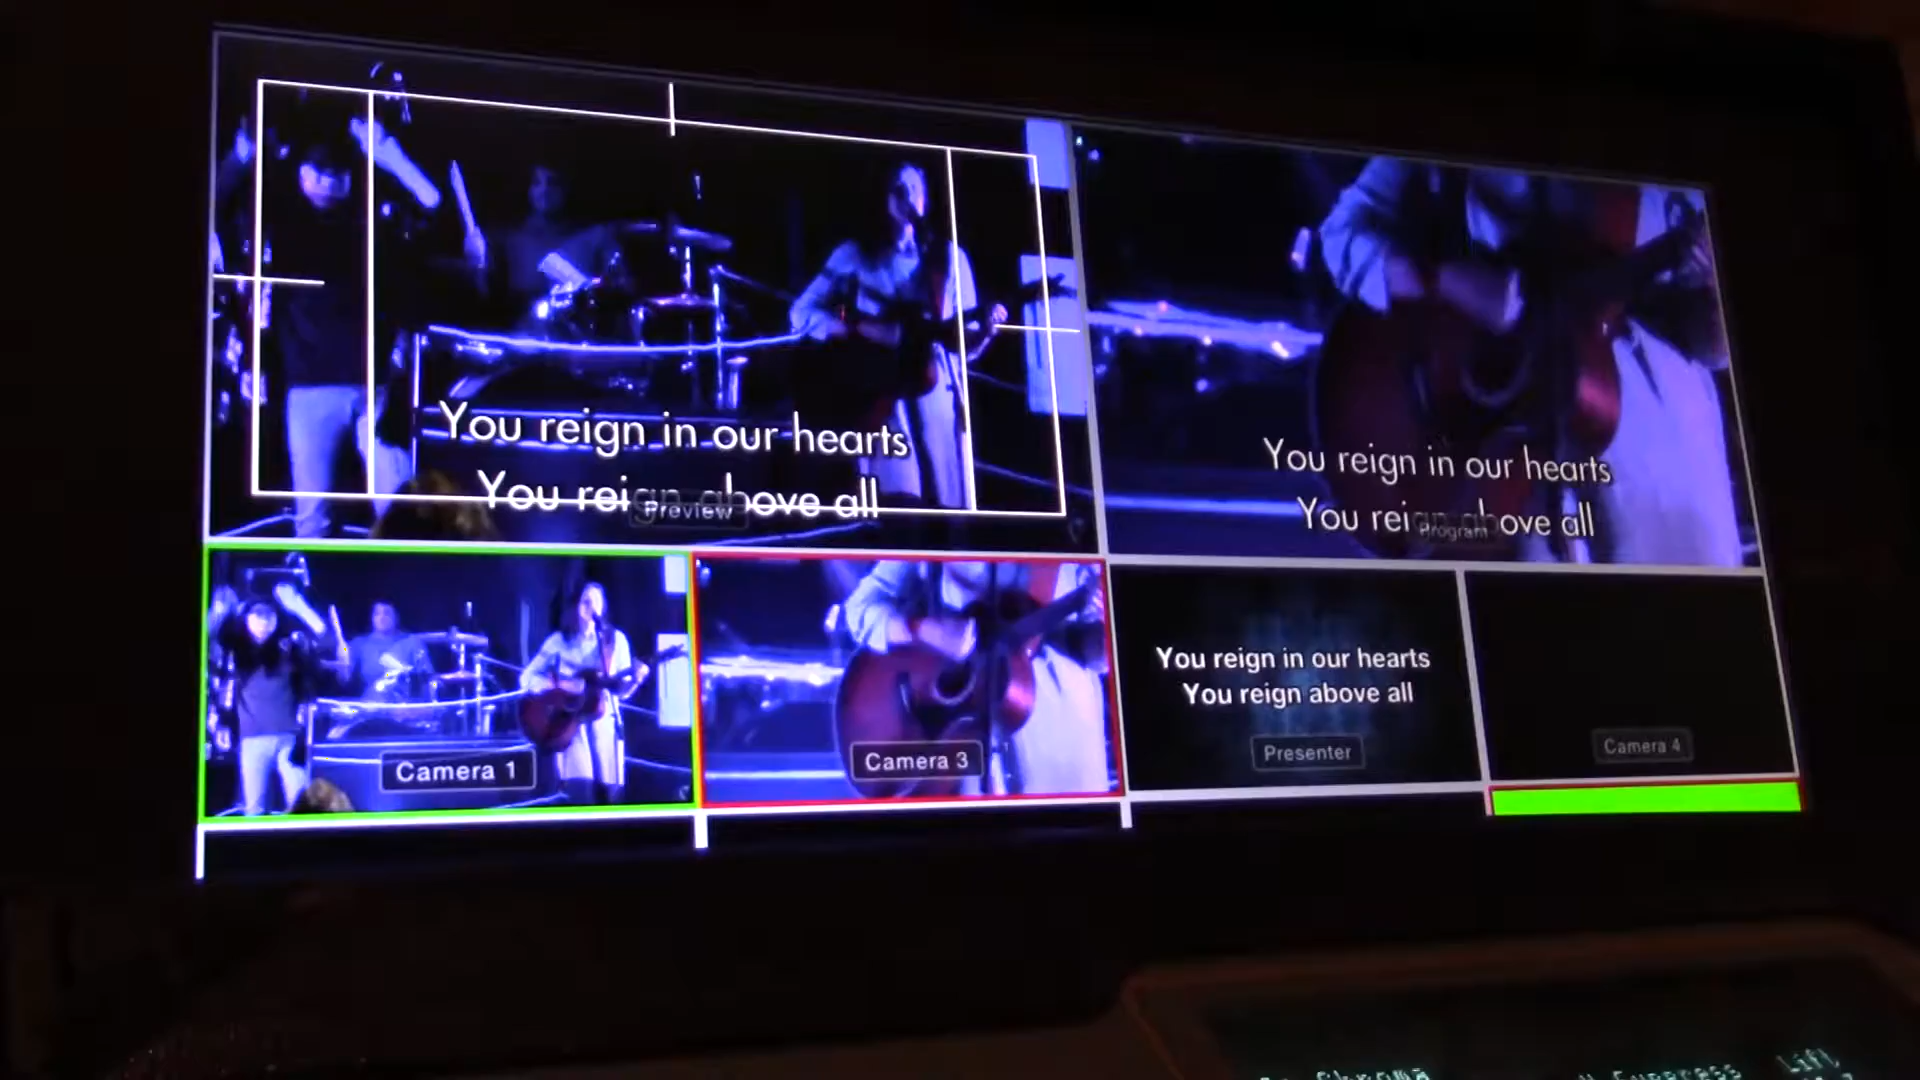 You reign in our hearts
You reign above all
Preview
You reign in our hearts
You reign above all
Program
Camera 1
Camera 3
You reign in our hearts
You reign above all
Presenter
Camera 4